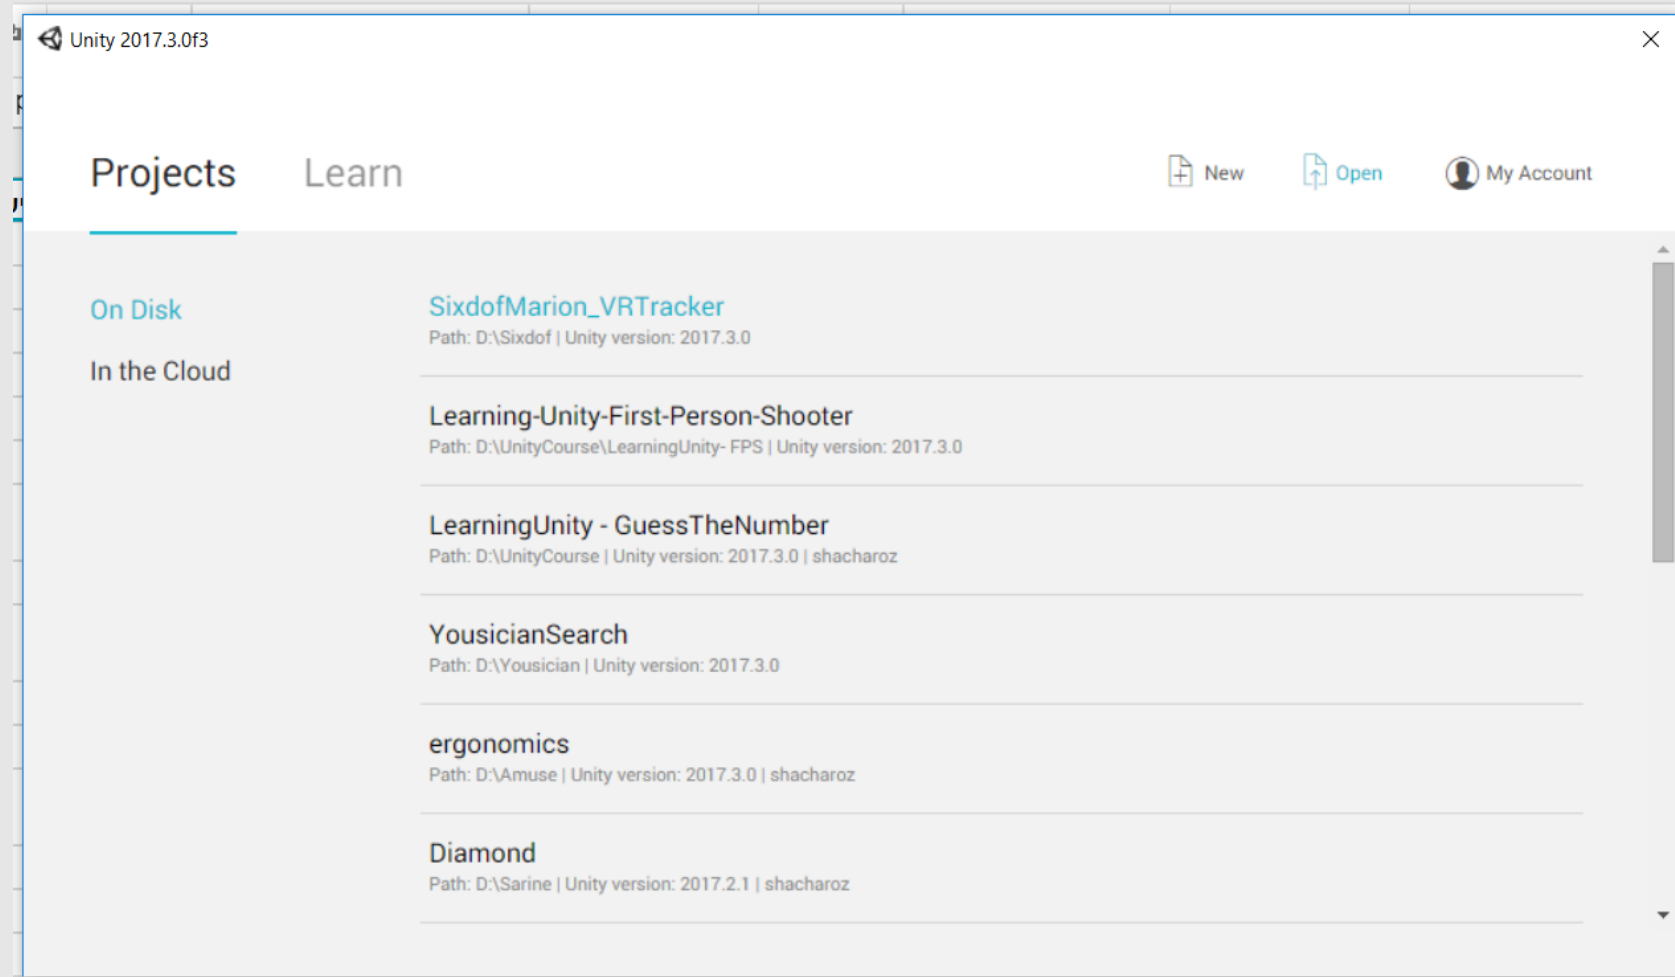 Unity 2017.3.0f3
Projects
Learn
New
Open
My Account
On Disk
In the Cloud
SixdofMarion_VRTracker
Path: D:\Sixdof | Unity version: 2017.3.0
Learning-Unity-First-Person-Shooter
Path: D:\UnityCourse\LearningUnity- FPS | Unity version: 2017.3.0
LearningUnity - GuessTheNumber
Path: D:\UnityCourse | Unity version: 2017.3.0 | shacharoz
YousicianSearch
Path: D:\Yousician | Unity version: 2017.3.0
ergonomics
Path: D:\Amuse | Unity version: 2017.3.0 | shacharoz
Diamond
Path: D:\Sarine | Unity version: 2017.2.1 | shacharoz